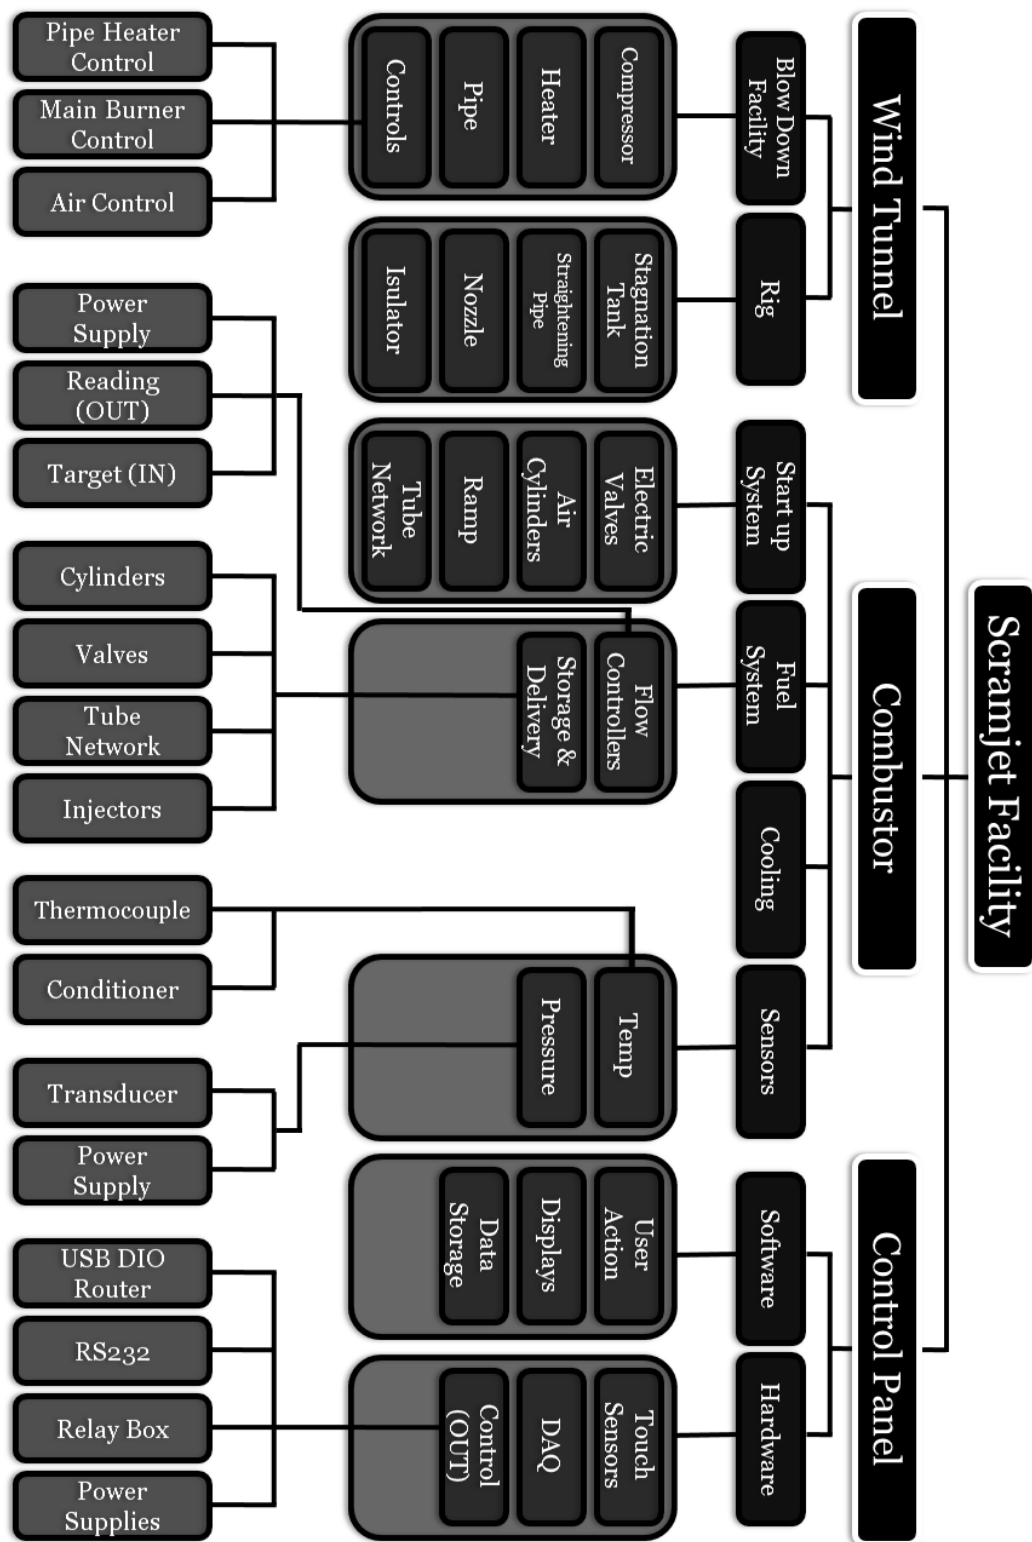 Scramjet Facility
Wind Tunnel
Combustor
Control Panel
Blow Down
Facility
Rig
Start up
System
Fuel
System
Cooling
Sensors
Software
Hardware
Compressor
Heater
Pipe
Controls
Stagnation
Tank
Straightening
Pipe
Nozzle
Isulator
Electric
Valves
Air
Cylinders
Ramp
Tube
Network
Flow
Controllers
Storage &
Delivery
Temp
Pressure
User
Action
Displays
Data
Storage
Touch
Sensors
DAQ
Control
(OUT)
Pipe Heater
Control
Main Burner
Control
Air Control
Power
Supply
Reading
(OUT)
Target (IN)
Cylinders
Valves
Tube
Network
Injectors
Thermocouple
Conditioner
Transducer
Power
Supply
USB DIO
Router
RS232
Relay Box
Power
Supplies